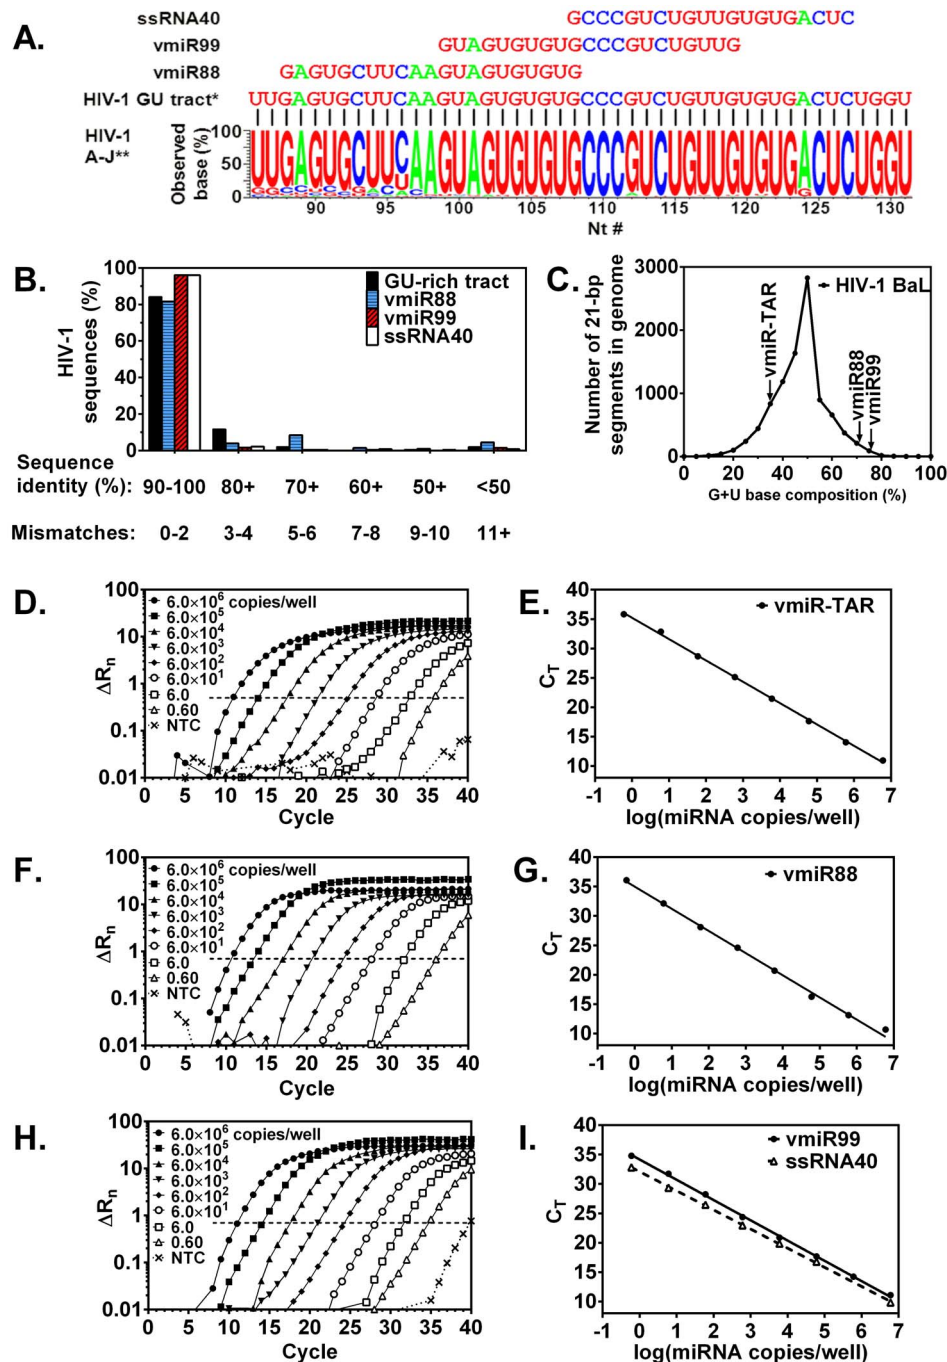 A.
ssRNA40 GCCCGUCUGUUGUGUGACUC
vmiR99 GUAGUGUGUGCCCGUCUGUUG
vmiR88 GAGUGCUUCAAGUAGUGUGUG
HIV-1 GU tract* UUGAGUGCUUCAAGUAGUGUGUGCCCGUCUGUUGUGUGACUCUGGU
HIV-1
A-J**
Observed
base (%)
100
50
0
UUGAGUGCUUCAAGUAGUGUGUGCCCGUCUGUUGUGUGACUCUGGU
90 95 100 105 110 115 120 125 130
Nt #
B.
HIV-1
sequences (%)
100
80
60
40
20
0
GU-rich tract
vmiR88
vmiR99
ssRNA40
Sequence
identity (%): 90-100 80+ 70+ 60+ 50+ <50
Mismatches: 0-2 3-4 5-6 7-8 9-10 11+
C.
Number of 21-bp
segments in genome
3000
2000
1000
0
HIV-1 BaL
vmiR-TAR
vmiR88
vmiR99
0 20 40 60 80 100
G+U base composition (%)
D.
ΔRn
100
10
1
0.1
0.01
6.0×10⁶ copies/well
6.0×10⁵
6.0×10⁴
6.0×10³
6.0×10²
6.0×10¹
6.0
0.60
NTC
0 5 10 15 20 25 30 35 40
Cycle
E.
CT
40
35
30
25
20
15
10
vmiR-TAR
-1 0 1 2 3 4 5 6 7
log(miRNA copies/well)
F.
ΔRn
100
10
1
0.1
0.01
6.0×10⁶ copies/well
6.0×10⁵
6.0×10⁴
6.0×10³
6.0×10²
6.0×10¹
6.0
0.60
NTC
0 5 10 15 20 25 30 35 40
Cycle
G.
CT
40
35
30
25
20
15
10
vmiR88
-1 0 1 2 3 4 5 6 7
log(miRNA copies/well)
H.
ΔRn
100
10
1
0.1
0.01
6.0×10⁶ copies/well
6.0×10⁵
6.0×10⁴
6.0×10³
6.0×10²
6.0×10¹
6.0
0.60
NTC
0 5 10 15 20 25 30 35 40
Cycle
I.
CT
40
35
30
25
20
15
10
vmiR99
ssRNA40
-1 0 1 2 3 4 5 6 7
log(miRNA copies/well)